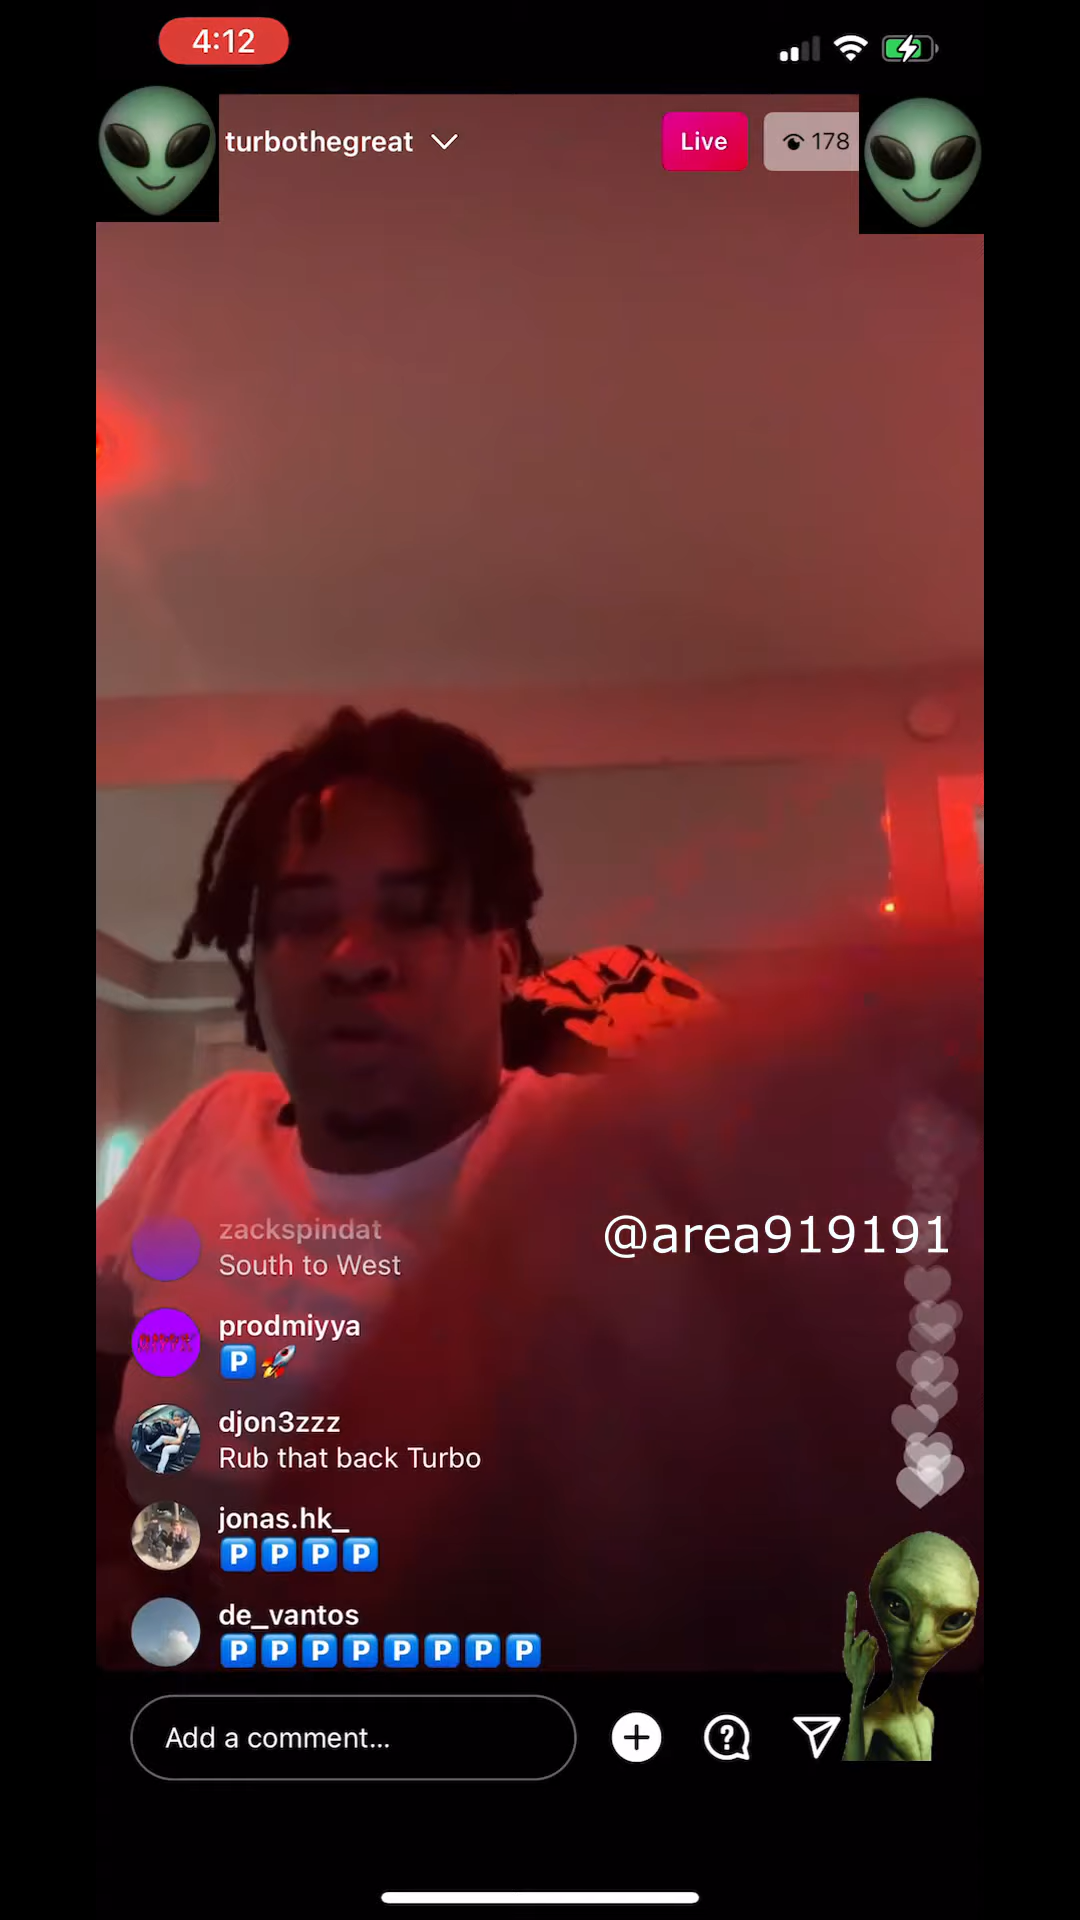 4:12
turbothegreat
Live
178
zackspindat
South to West
@area919191
prodmiyya
🅿️🚀
djon3zzz
Rub that back Turbo
jonas.hk_
🅿️🅿️🅿️🅿️
de_vantos
🅿️🅿️🅿️🅿️🅿️🅿️🅿️🅿️
Add a comment...